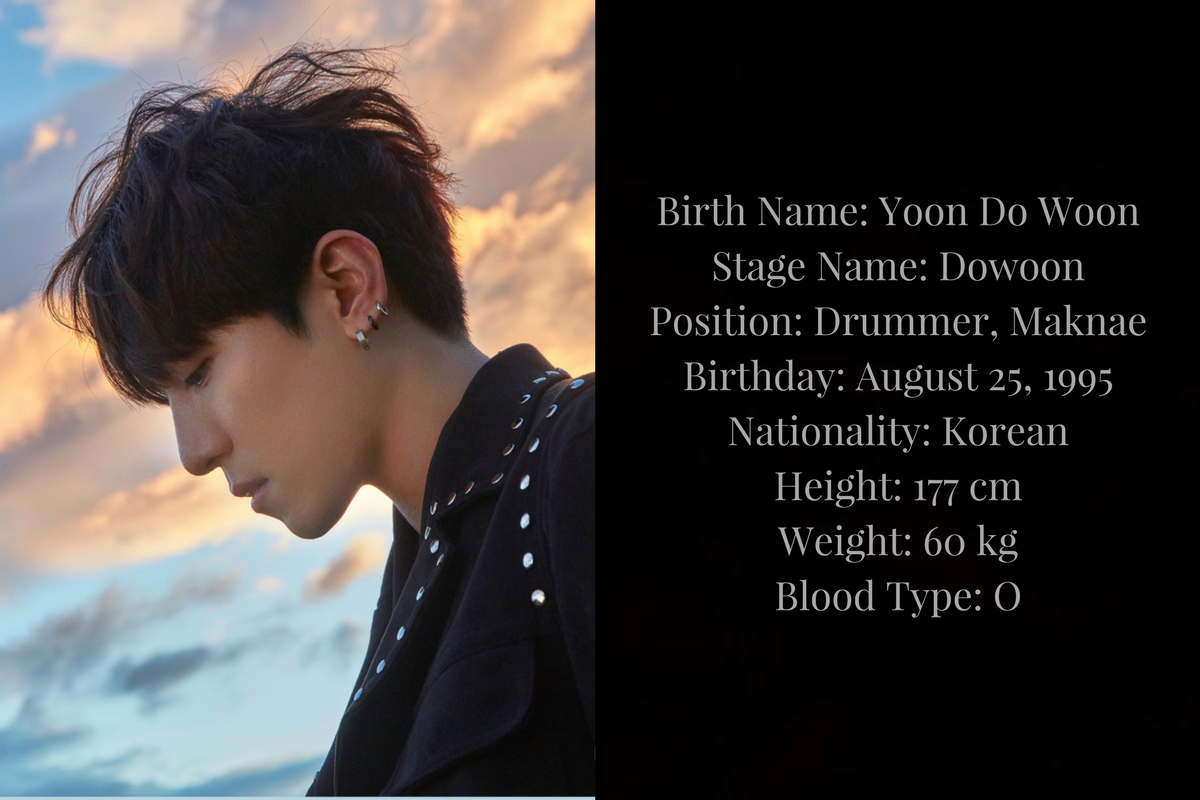 Birth Name: Yoon Do Woon
Stage Name: Dowoon
Position: Drummer, Maknae
Birthday: August 25, 1995
Nationality: Korean
Height: 177 cm
Weight: 60 kg
Blood Type: O